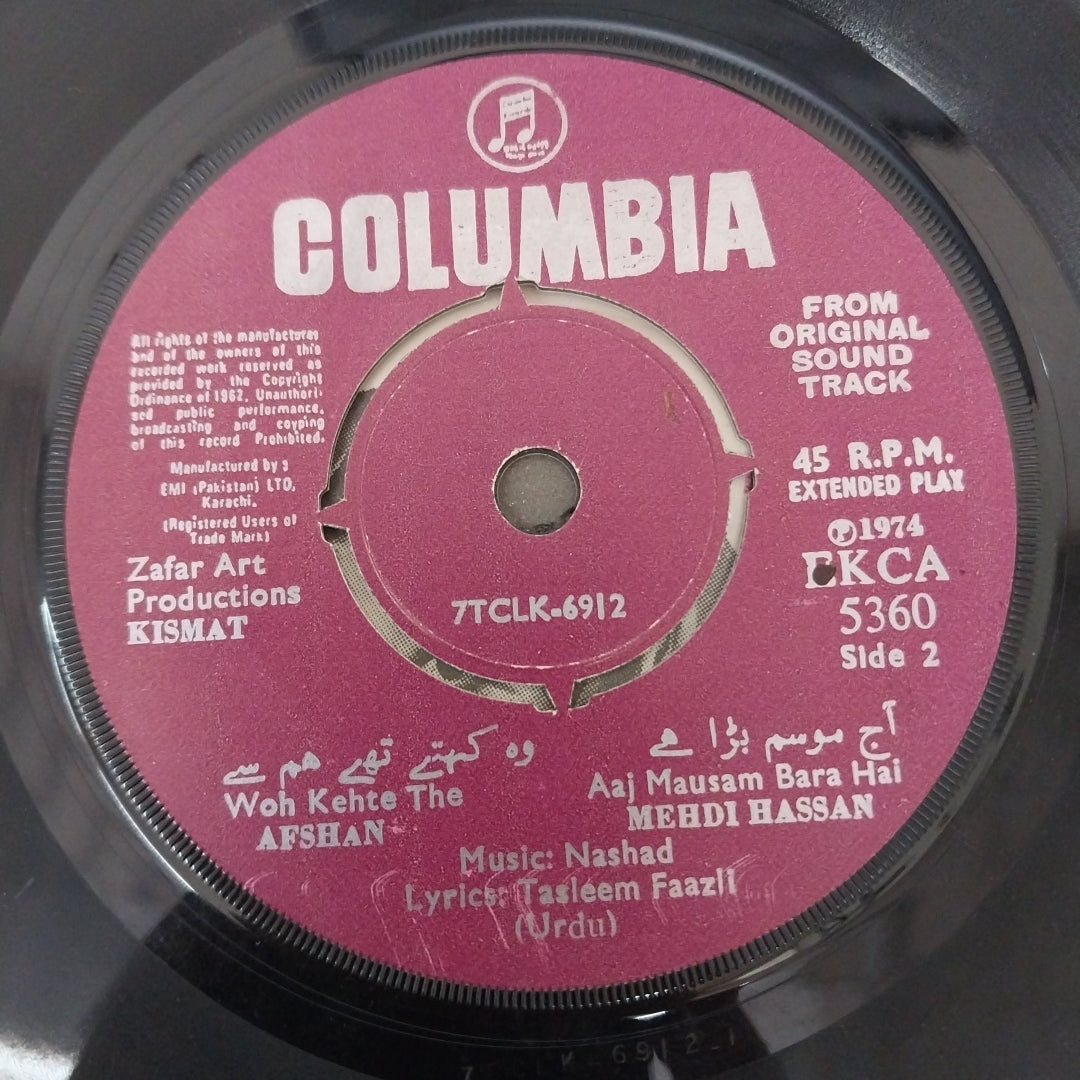 COLUMBIA
All rights of the manufacturer
and of the owners of this
recorded work reserved as
provided by the Copyright
Ordinance of 1962. Unauthori-
sed public performance,
broadcasting and coyping
of this record Prohibited.
Manufactured by :
EMI (Pakistan) LTD.
Karachi.
(Registered Users of
Trade Mark)
Zafar Art
Productions
KISMAT
FROM
ORIGINAL
SOUND
TRACK
45 R.P.M.
EXTENDED PLAY
℗1974
EKCA
5360
Side 2
7TCLK-6912
وہ کہتے تھے ہم سے
Woh Kehte The
AFSHAN
آج موسم بڑا ہے
Aaj Mausam Bara Hai
MEHDI HASSAN
Music: Nashad
Lyrics: Tasleem Faazli
(Urdu)
7TCLK-6912-1